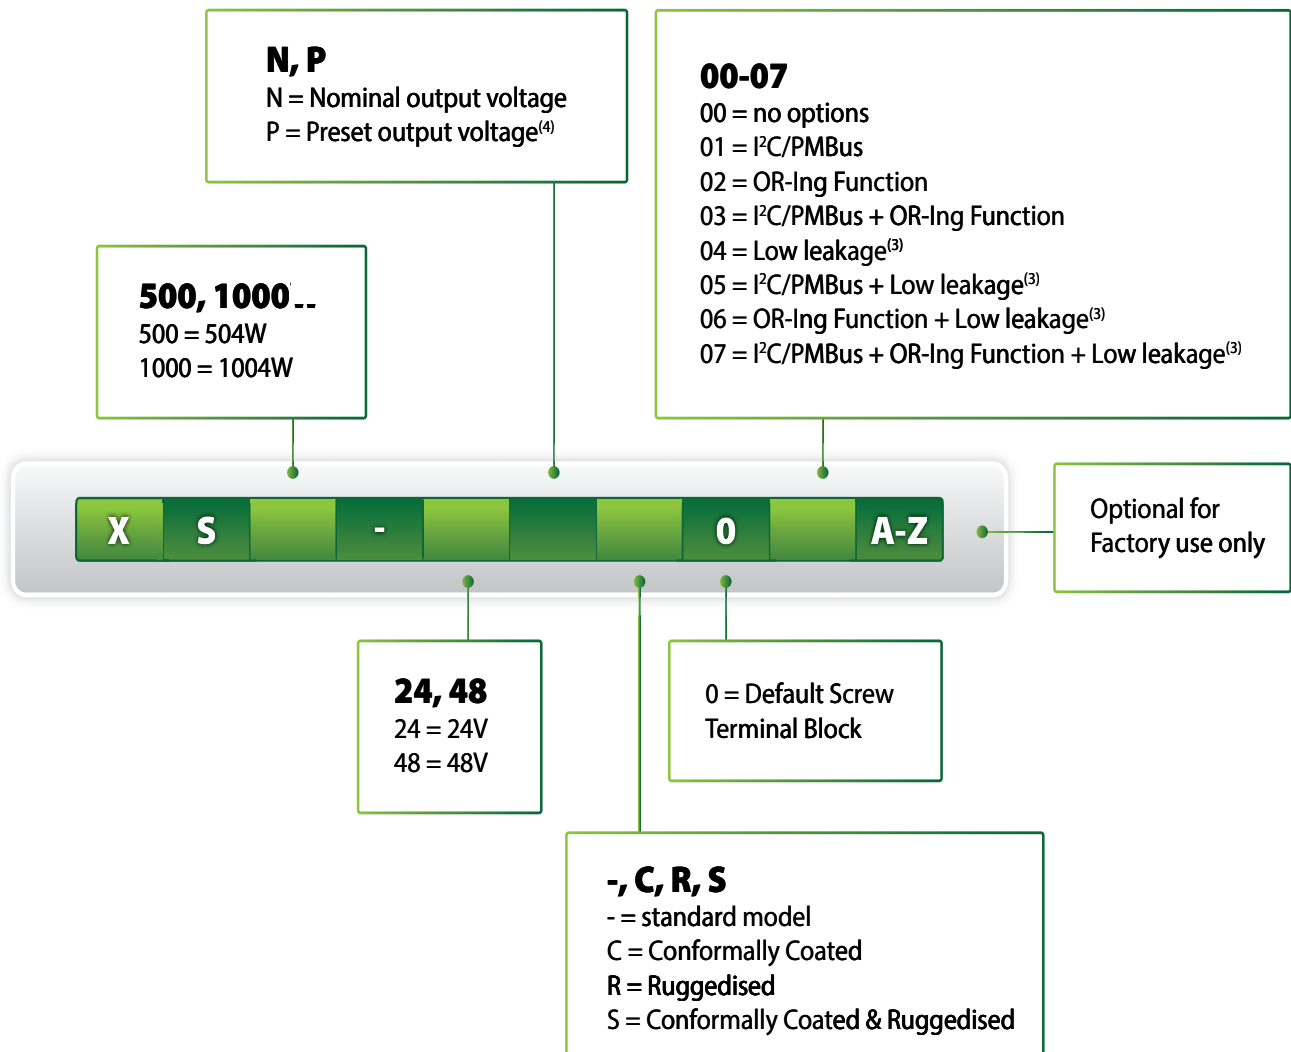 N, P
N = Nominal output voltage
P = Preset output voltage(4)
00-07
00 = no options
01 = I²C/PMBus
02 = OR-Ing Function
03 = I²C/PMBus + OR-Ing Function
04 = Low leakage(3)
05 = I²C/PMBus + Low leakage(3)
06 = OR-Ing Function + Low leakage(3)
07 = I²C/PMBus + OR-Ing Function + Low leakage(3)
500, 1000
500 = 504W
1000 = 1004W
X S - 0 A-Z
Optional for
Factory use only
24, 48
24 = 24V
48 = 48V
0 = Default Screw
Terminal Block
-, C, R, S
- = standard model
C = Conformally Coated
R = Ruggedised
S = Conformally Coated & Ruggedised